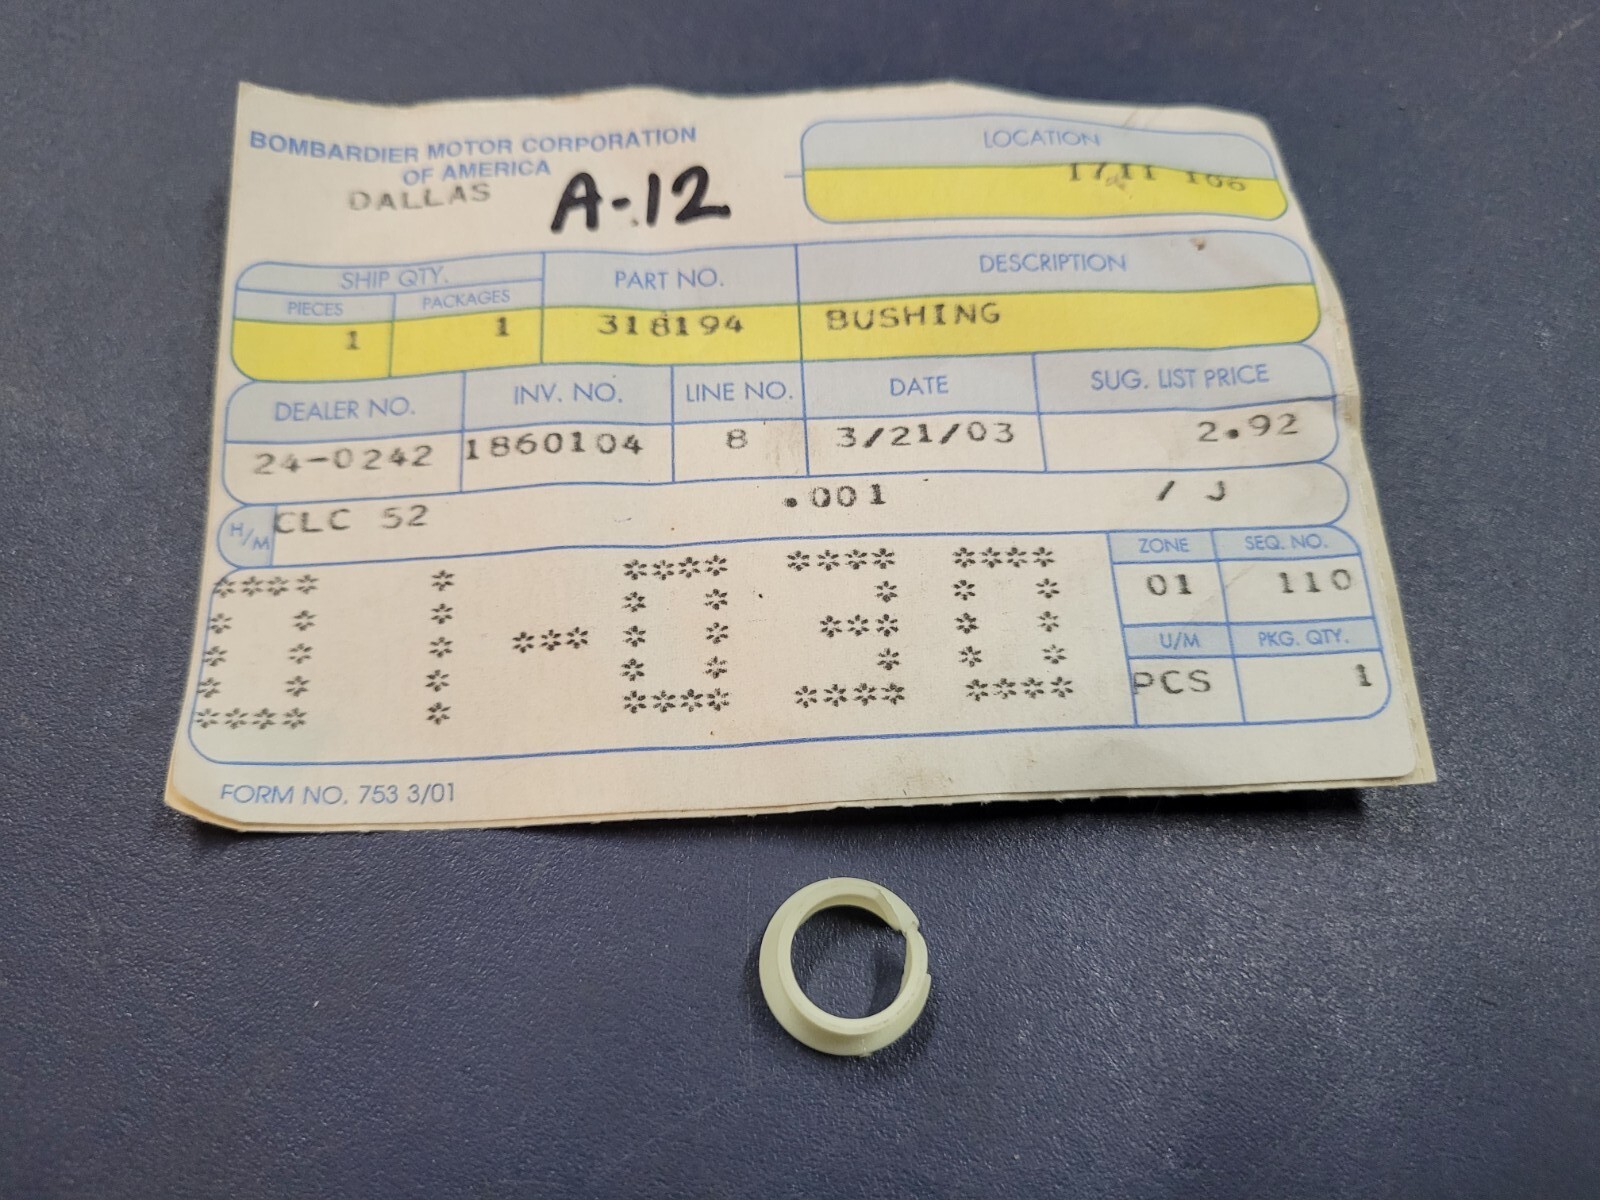 BOMBARDIER MOTOR CORPORATION
OF AMERICA
DALLAS
A-12
LOCATION
SHIP QTY.
PIECES PACKAGES
PART NO.
DESCRIPTION
1 1 318194 BUSHING
DEALER NO. INV. NO. LINE NO. DATE SUG. LIST PRICE
24-0242 1860104 8 3/21/03 2.92
H/M CLC 52 .001 / J
ZONE SEQ. NO.
01 110
U/M PKG. QTY.
PCS 1
01-030
FORM NO. 753 3/01